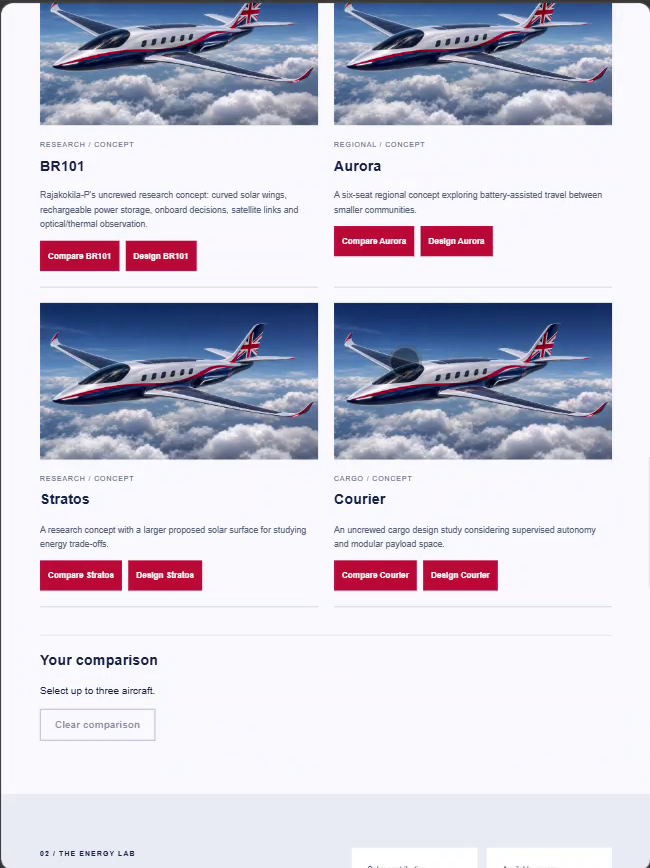 RESEARCH / CONCEPT
BR101
Rajakokila-P's uncrewed research concept: curved solar wings,
rechargeable power storage, onboard decisions, satellite links and
optical/thermal observation.
Compare BR101
Design BR101
REGIONAL / CONCEPT
Aurora
A six-seat regional concept exploring battery-assisted travel between
smaller communities.
Compare Aurora
Design Aurora
RESEARCH / CONCEPT
Stratos
A research concept with a larger proposed solar surface for studying
energy trade-offs.
Compare Stratos
Design Stratos
CARGO / CONCEPT
Courier
An uncrewed cargo design study considering supervised autonomy
and modular payload space.
Compare Courier
Design Courier
Your comparison
Select up to three aircraft.
Clear comparison
02 / THE ENERGY LAB